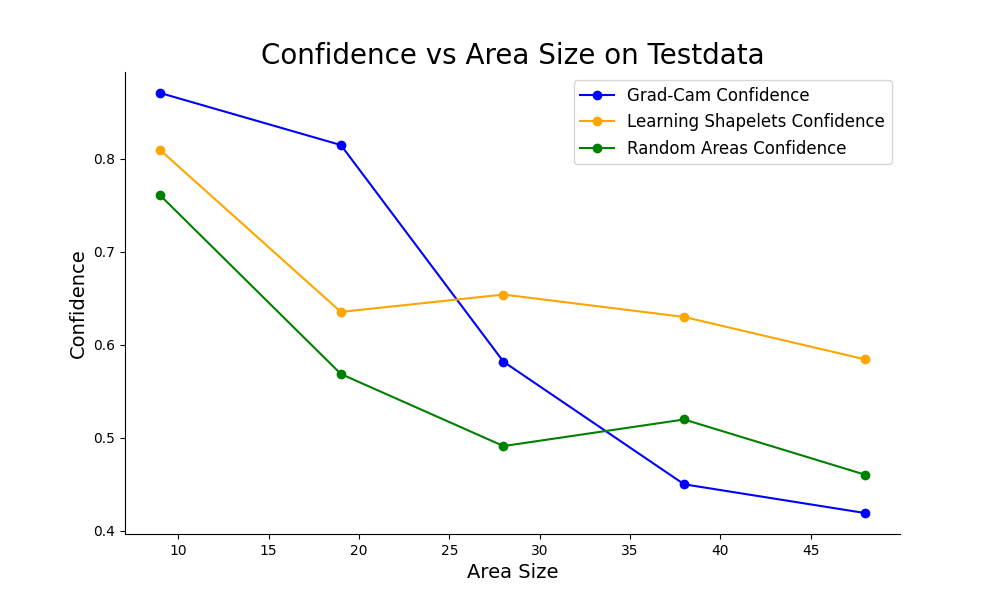 Confidence vs Area Size on Testdata
Grad-Cam Confidence
Learning Shapelets Confidence
Random Areas Confidence
Confidence
0.8
0.7
0.6
0.5
0.4
10 15 20 25 30 35 40 45
Area Size